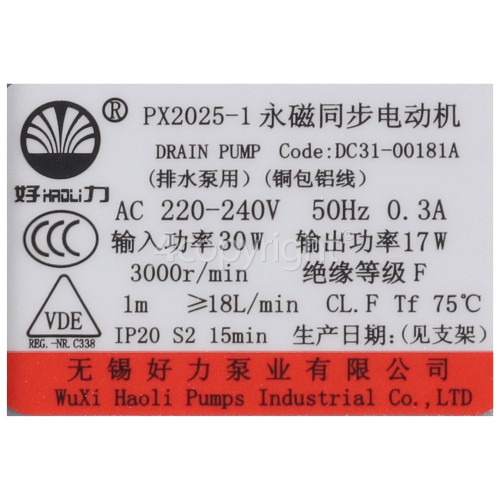 ® PX2025-1 永磁同步电动机
DRAIN PUMP Code:DC31-00181A
好HAOLI力 (排水泵用) (铜包铝线)
AC 220-240V 50Hz 0.3A
CCC 输入功率30W 输出功率17W
3000r/min 绝缘等级 F
VDE 1m ≥18L/min CL.F Tf 75℃
REG.-NR.C338 IP20 S2 15min 生产日期:(见支架)
无锡好力泵业有限公司
WuXi Haoli Pumps Industrial Co.,LTD
4copyright